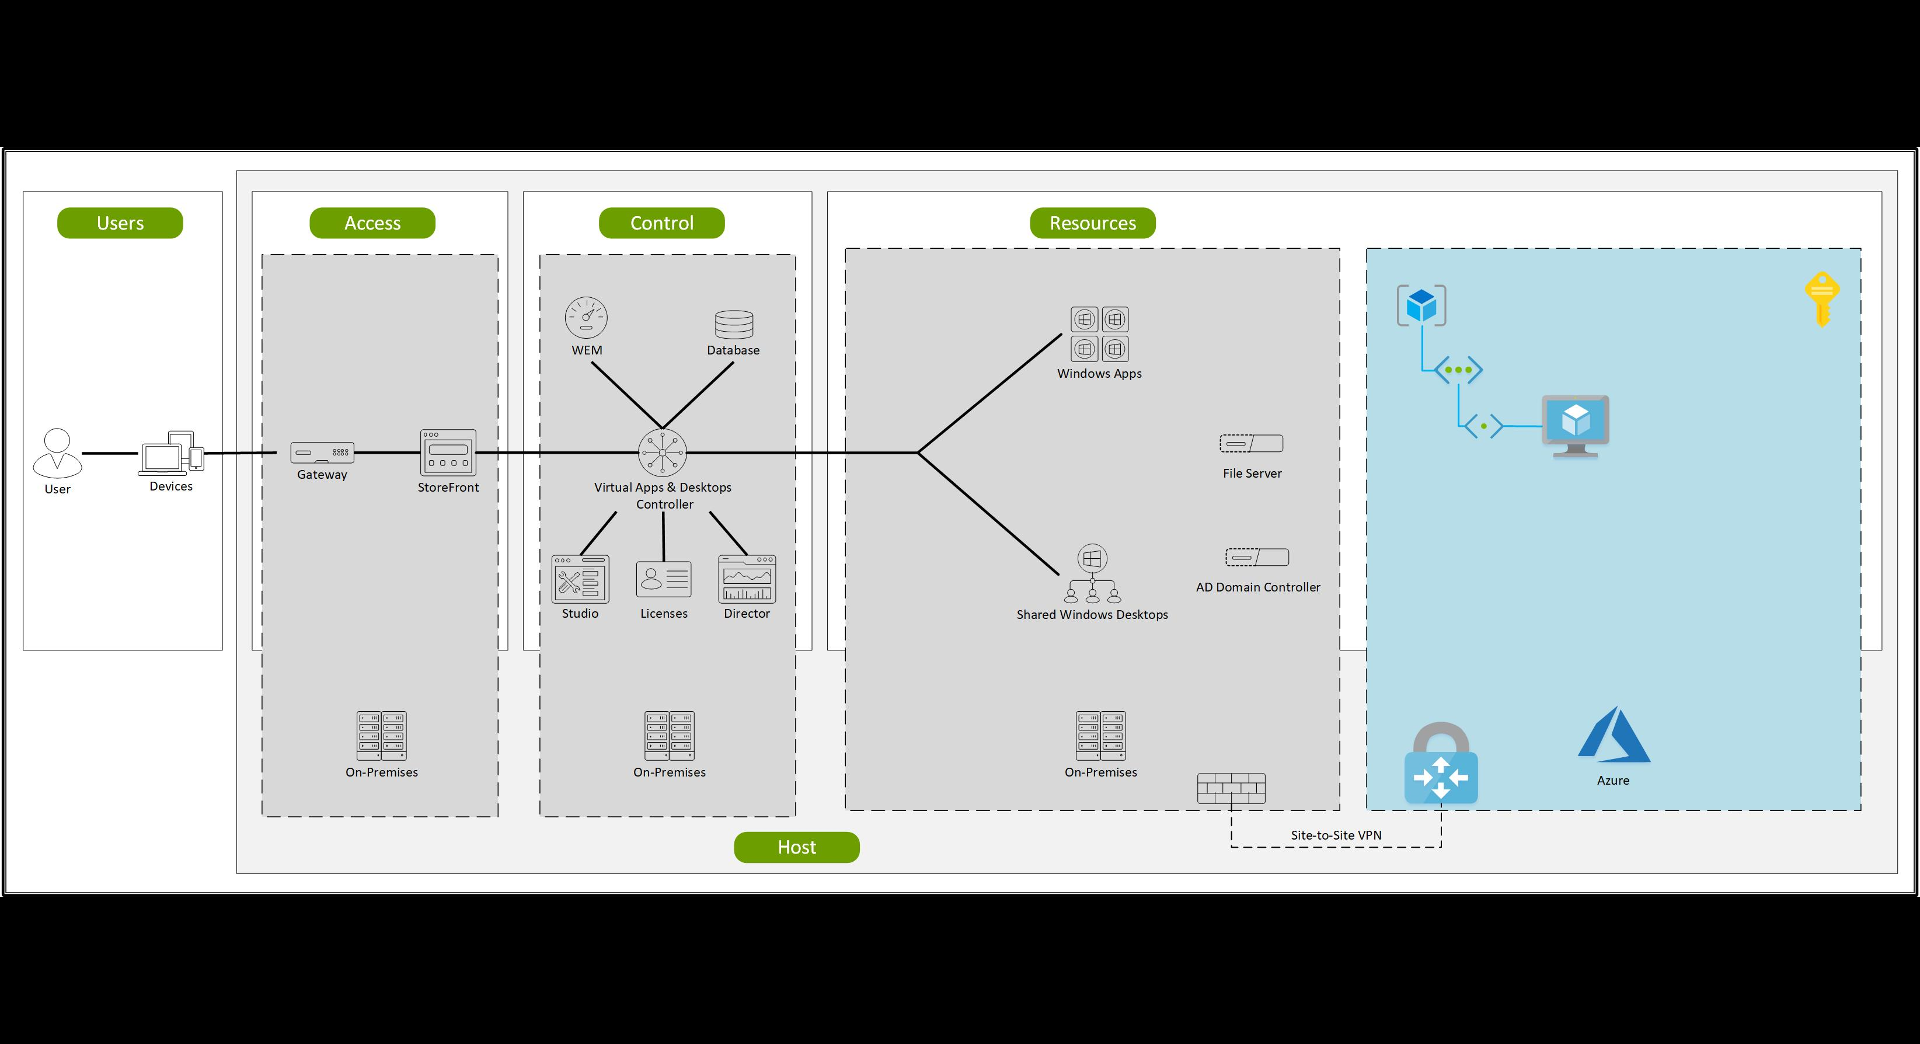 Users
Access
Control
Resources
WEM
Database
Windows Apps
User
Devices
Gateway
StoreFront
Virtual Apps & Desktops
Controller
File Server
Studio
Licenses
Director
Shared Windows Desktops
AD Domain Controller
On-Premises
On-Premises
On-Premises
Azure
Site-to-Site VPN
Host